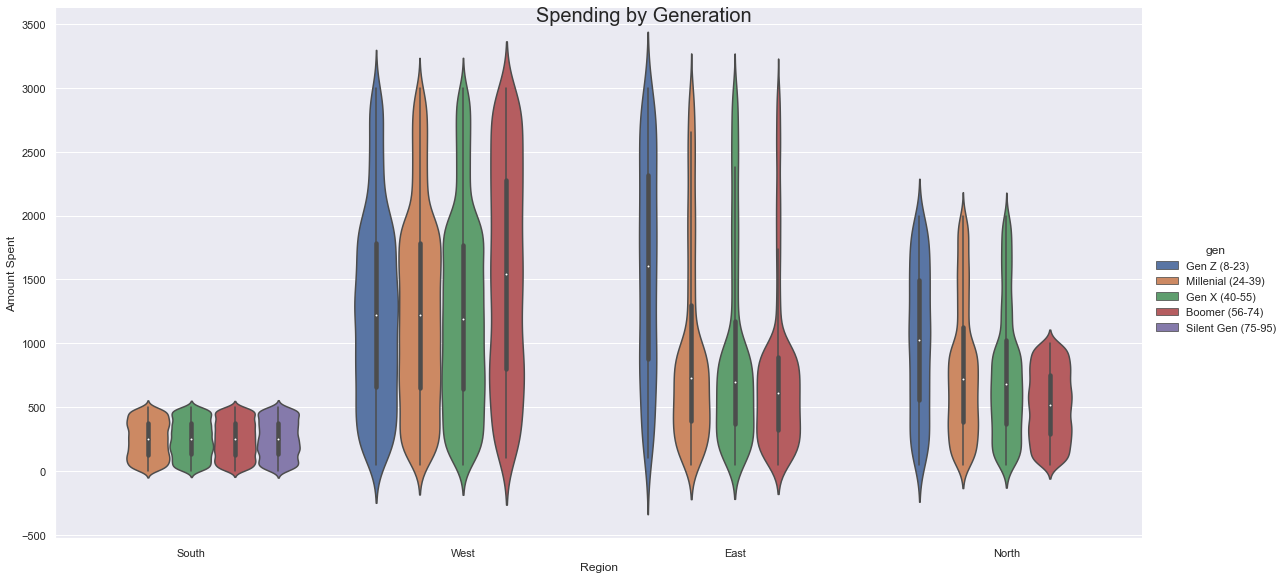 Spending by Generation
3500
3000
2500
2000
1500
1000
500
0
−500
Amount Spent
South
West
East
North
Region
gen
Gen Z (8-23)
Millenial (24-39)
Gen X (40-55)
Boomer (56-74)
Silent Gen (75-95)